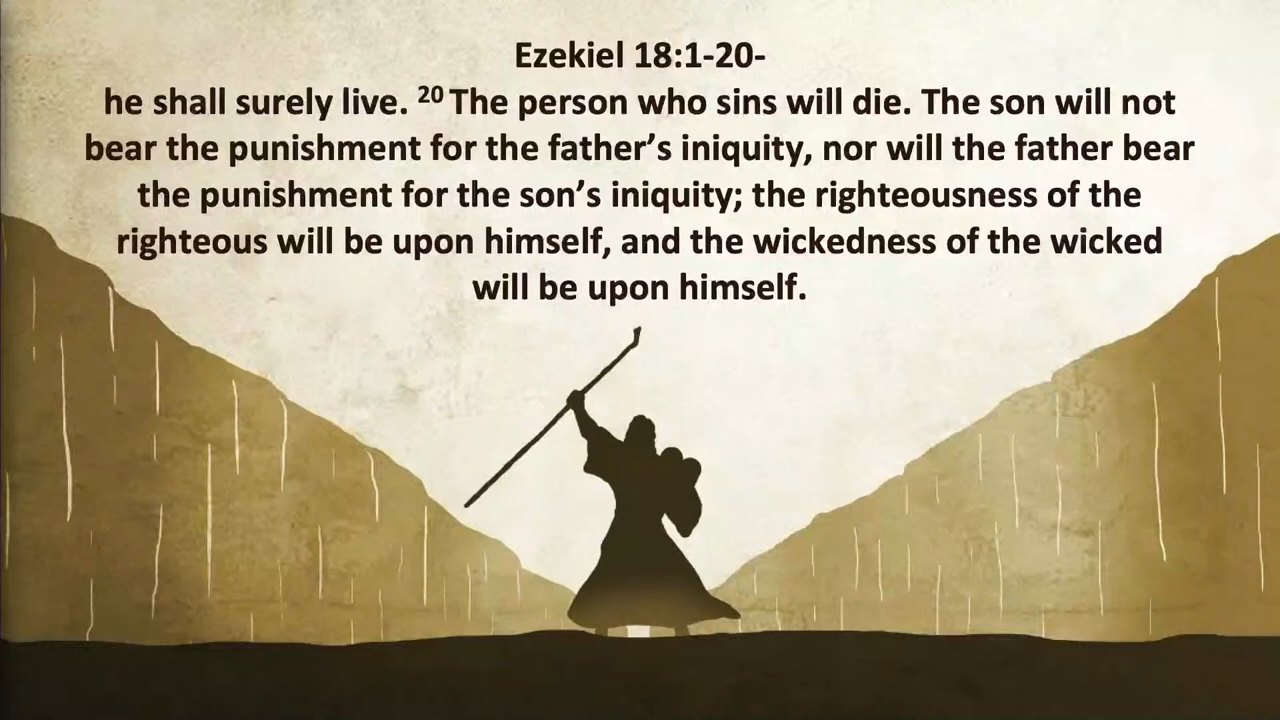 Ezekiel 18:1-20-
he shall surely live. 20 The person who sins will die. The son will not
bear the punishment for the father’s iniquity, nor will the father bear
the punishment for the son’s iniquity; the righteousness of the
righteous will be upon himself, and the wickedness of the wicked
will be upon himself.